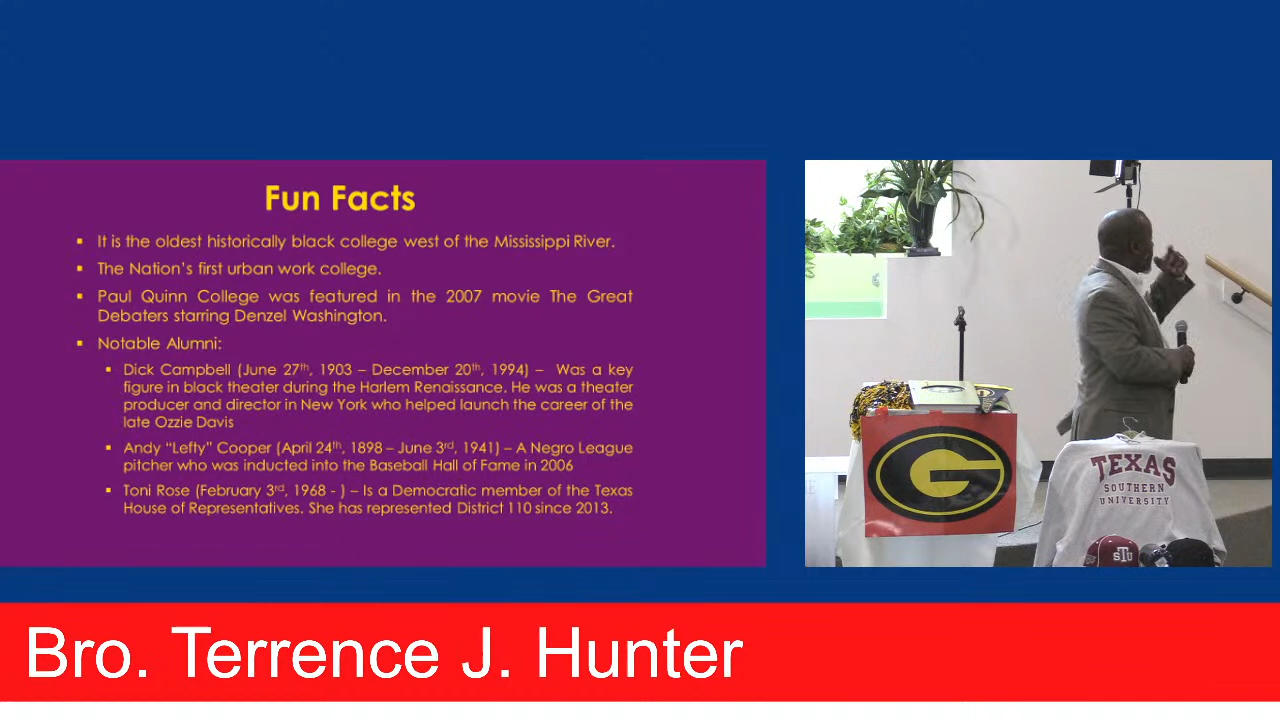 Fun Facts
▪ It is the oldest historically black college west of the Mississippi River.
▪ The Nation's first urban work college.
▪ Paul Quinn College was featured in the 2007 movie The Great
Debaters starring Denzel Washington.
▪ Notable Alumni:
▪ Dick Campbell (June 27th, 1903 – December 20th, 1994) – Was a key
figure in black theater during the Harlem Renaissance. He was a theater
producer and director in New York who helped launch the career of the
late Ozzie Davis
▪ Andy “Lefty” Cooper (April 24th, 1898 – June 3rd, 1941) – A Negro League
pitcher who was inducted into the Baseball Hall of Fame in 2006
▪ Toni Rose (February 3rd, 1968 - ) – Is a Democratic member of the Texas
House of Representatives. She has represented District 110 since 2013.
G
TEXAS
SOUTHERN
UNIVERSITY
STU
Bro. Terrence J. Hunter